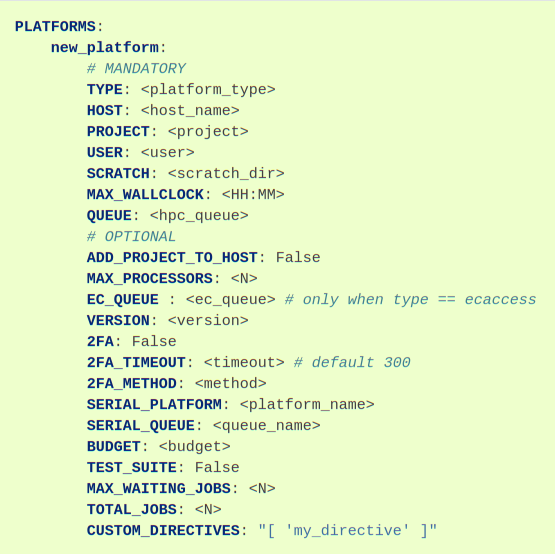 PLATFORMS:
    new_platform:
        # MANDATORY
        TYPE: <platform_type>
        HOST: <host_name>
        PROJECT: <project>
        USER: <user>
        SCRATCH: <scratch_dir>
        MAX_WALLCLOCK: <HH:MM>
        QUEUE: <hpc_queue>
        # OPTIONAL
        ADD_PROJECT_TO_HOST: False
        MAX_PROCESSORS: <N>
        EC_QUEUE : <ec_queue> # only when type == ecaccess
        VERSION: <version>
        2FA: False
        2FA_TIMEOUT: <timeout> # default 300
        2FA_METHOD: <method>
        SERIAL_PLATFORM: <platform_name>
        SERIAL_QUEUE: <queue_name>
        BUDGET: <budget>
        TEST_SUITE: False
        MAX_WAITING_JOBS: <N>
        TOTAL_JOBS: <N>
        CUSTOM_DIRECTIVES: "[ 'my_directive' ]"